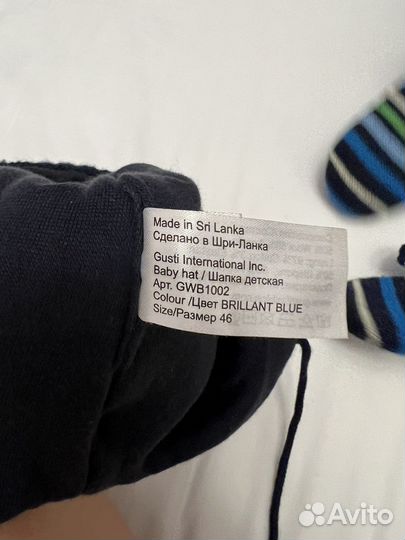 Made in Sri Lanka
Сделано в Шри-Ланка
Gusti International Inc.
Baby hat / Шапка детская
Арт. GWB1002
Colour /Цвет BRILLANT BLUE
Size/Размер 46
Avito